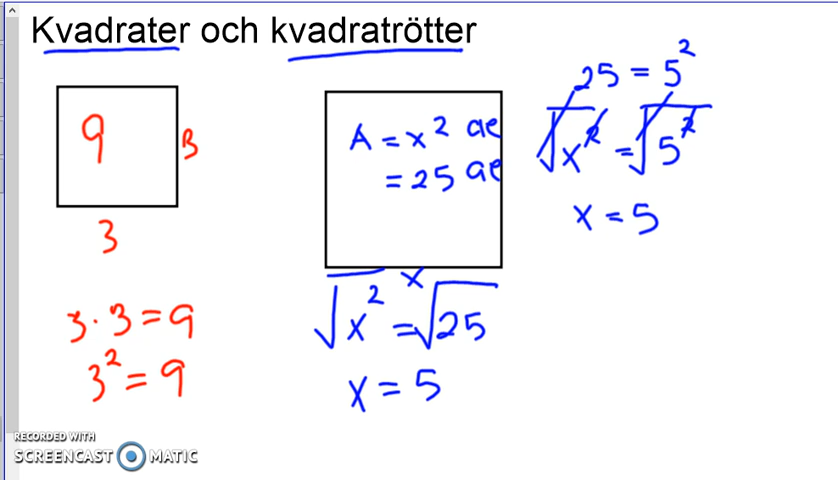 Kvadrater och kvadratrötter
9
3
3
3 · 3 = 9
3² = 9
A = x² ae
= 25 ae
x
√x² = √25
x = 5
25 = 5²
√x² = √5²
x = 5
RECORDED WITH
SCREENCAST MATIC